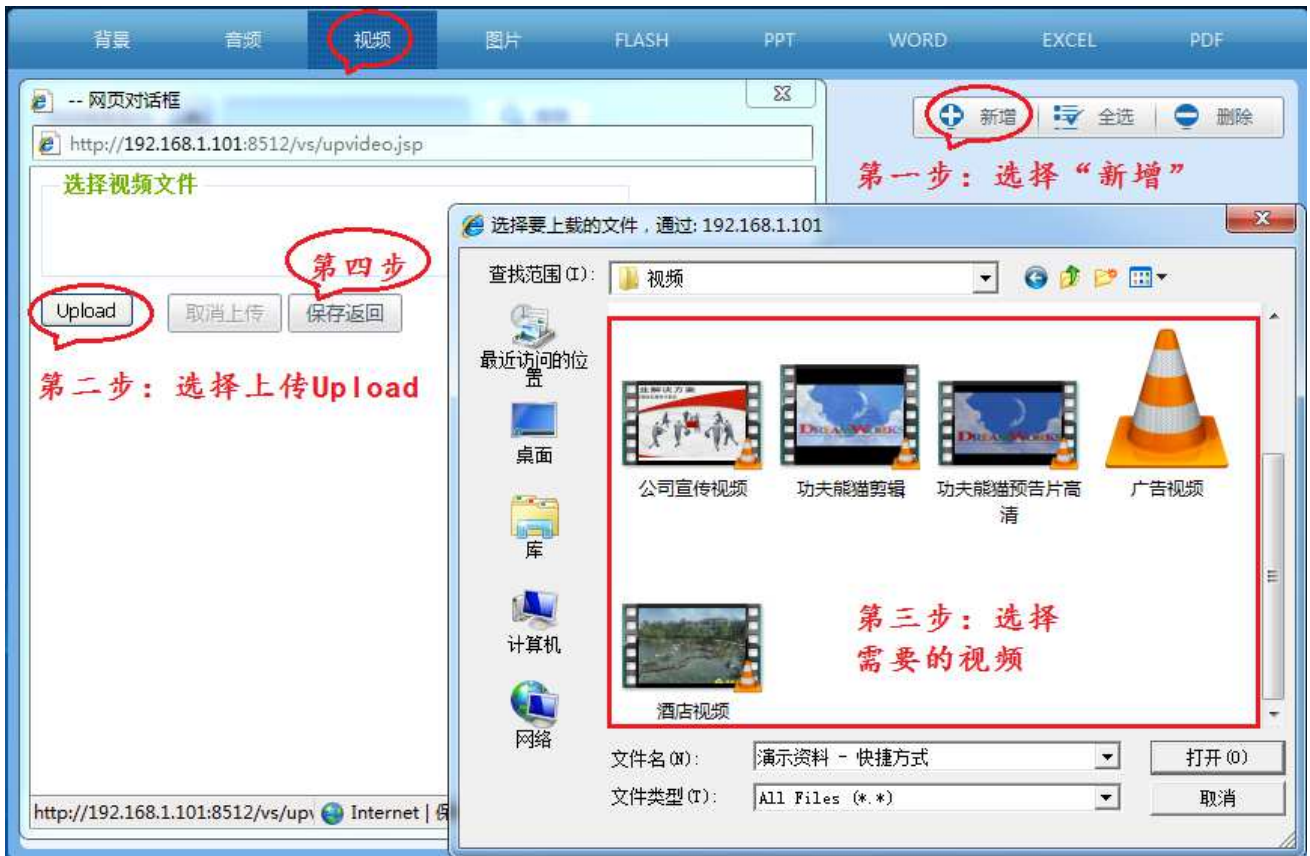 背景 音频 视频 图片 FLASH PPT WORD EXCEL PDF
-- 网页对话框
新增 全选 删除
http://192.168.1.101:8512/vs/upvideo.jsp
第一步：选择“新增”
选择视频文件
选择要上载的文件，通过: 192.168.1.101
第四步
查找范围(I): 视频
Upload 取消上传 保存返回
第二步：选择上传Upload
最近访问的位置
桌面
库
计算机
网络
公司宣传视频 功夫熊猫剪辑 功夫熊猫预告片高清 广告视频
第三步：选择
需要的视频
酒店视频
文件名(N): 演示资料 - 快捷方式 打开(O)
文件类型(T): All Files (*.*) 取消
http://192.168.1.101:8512/vs/up Internet |